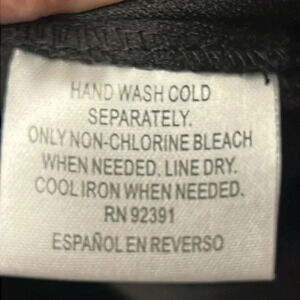 HAND WASH COLD
SEPARATELY.
ONLY NON-CHLORINE BLEACH
WHEN NEEDED. LINE DRY.
COOL IRON WHEN NEEDED.
RN 92391
ESPAÑOL EN REVERSO